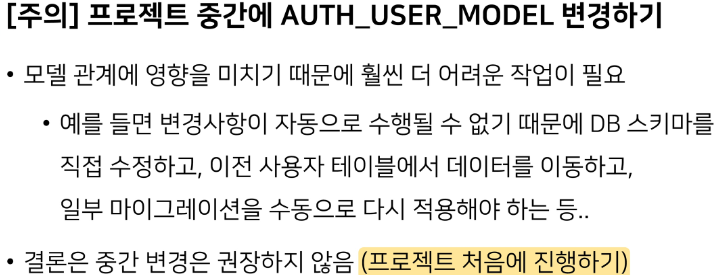 [주의] 프로젝트 중간에 AUTH_USER_MODEL 변경하기
• 모델 관계에 영향을 미치기 때문에 훨씬 더 어려운 작업이 필요
• 예를 들면 변경사항이 자동으로 수행될 수 없기 때문에 DB 스키마를
직접 수정하고, 이전 사용자 테이블에서 데이터를 이동하고,
일부 마이그레이션을 수동으로 다시 적용해야 하는 등..
• 결론은 중간 변경은 권장하지 않음 (프로젝트 처음에 진행하기)